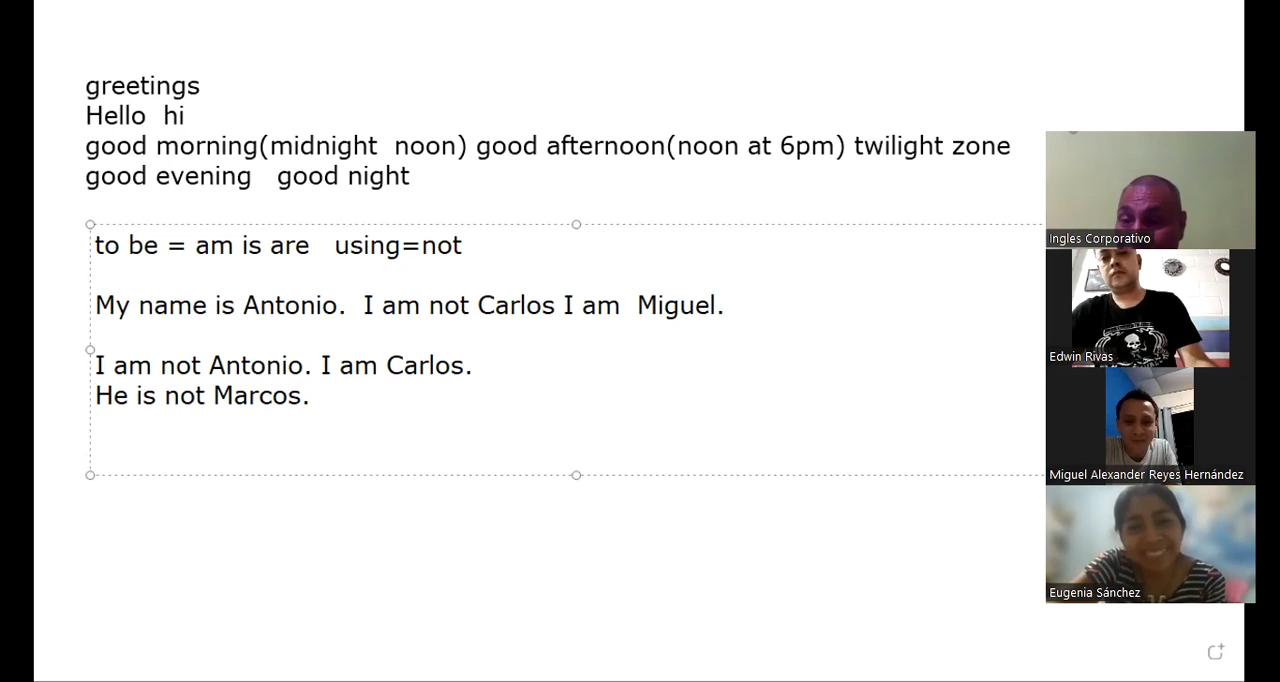 greetings
Hello  hi
good morning(midnight  noon) good afternoon(noon at 6pm) twilight zone
good evening   good night
to be = am is are   using=not
My name is Antonio.  I am not Carlos I am  Miguel.
I am not Antonio. I am Carlos.
He is not Marcos.
Ingles Corporativo
Edwin Rivas
Miguel Alexander Reyes Hernández
Eugenia Sánchez